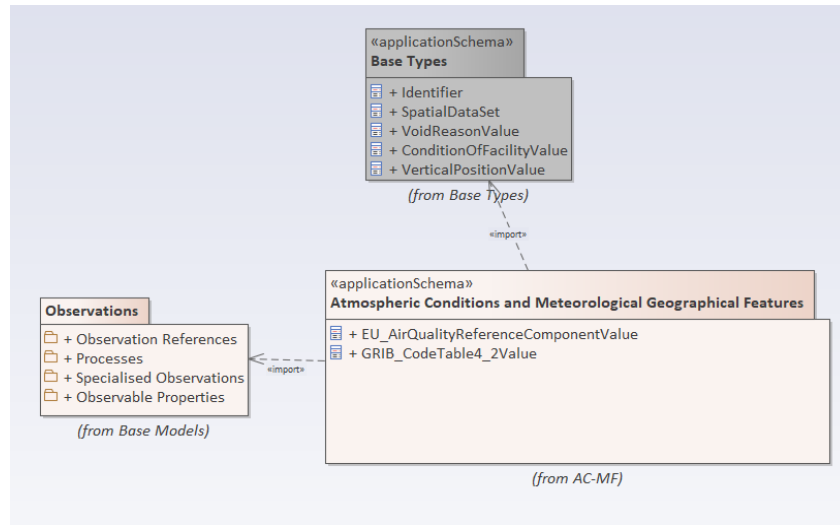 «applicationSchema»
Base Types
+ Identifier
+ SpatialDataSet
+ VoidReasonValue
+ ConditionOfFacilityValue
+ VerticalPositionValue
(from Base Types)
«import»
«applicationSchema»
Atmospheric Conditions and Meteorological Geographical Features
+ EU_AirQualityReferenceComponentValue
+ GRIB_CodeTable4_2Value
(from AC-MF)
«import»
Observations
+ Observation References
+ Processes
+ Specialised Observations
+ Observable Properties
(from Base Models)